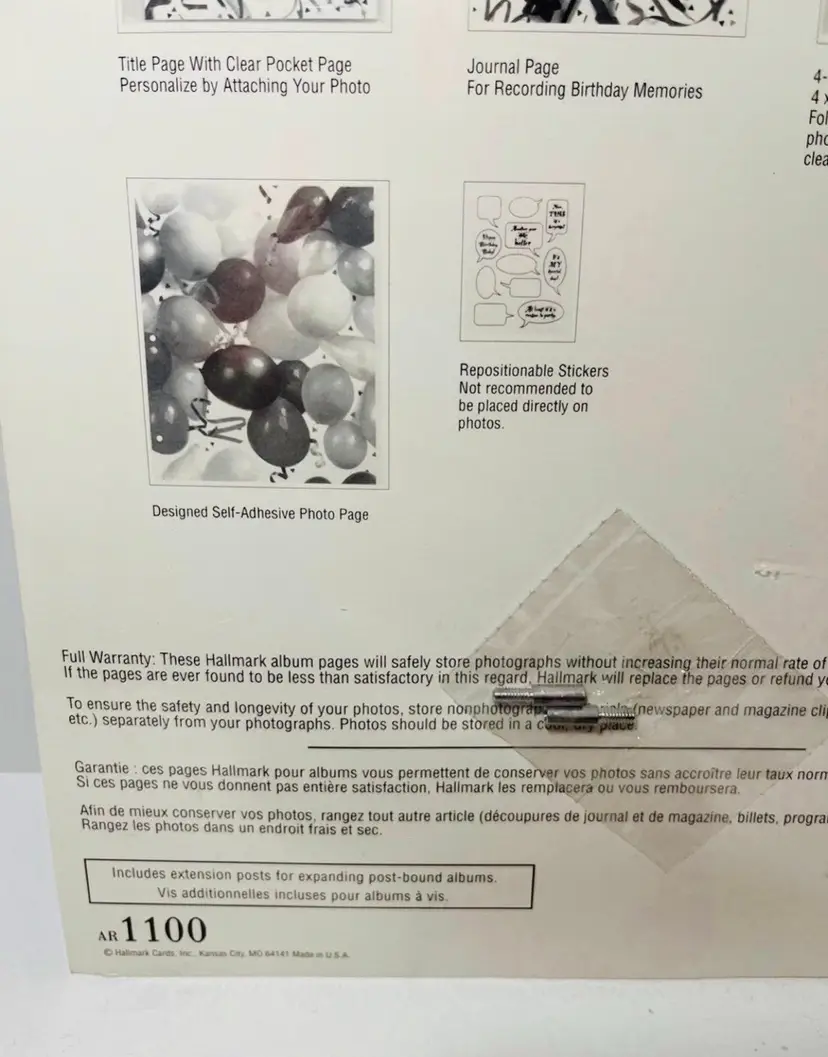 Title Page With Clear Pocket Page
Personalize by Attaching Your Photo
Journal Page
For Recording Birthday Memories
4-
4 x
Fol
pho
clea
Designed Self-Adhesive Photo Page
Repositionable Stickers
Not recommended to
be placed directly on
photos.
Full Warranty: These Hallmark album pages will safely store photographs without increasing their normal rate of
If the pages are ever found to be less than satisfactory in this regard, Hallmark will replace the pages or refund
To ensure the safety and longevity of your photos, store (newspaper and magazine
etc.) separately from your photographs. Photos should be stored in a cool, dry place.
Garantie : ces pages Hallmark pour albums vous permettent de conserver vos photos sans accroître leur taux norm
Si ces pages ne vous donnent pas entière satisfaction, Hallmark les remplacera ou vous remboursera.
Afin de mieux conserver vos photos, rangez tout autre article (découpures de journal et de magazine, billets, progra
Rangez les photos dans un endroit frais et sec.
Includes extension posts for expanding post-bound albums.
Vis additionnelles incluses pour albums à vis.
AR 1100
© Hallmark Cards, Inc., Kansas City, MO 64141 Made in U.S.A.